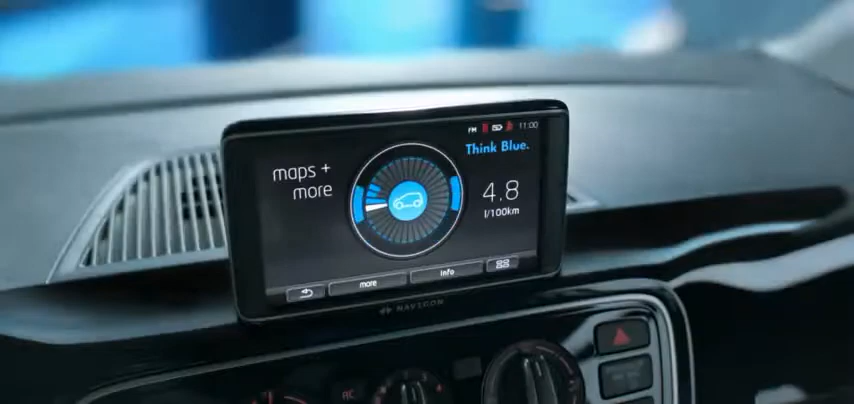 FM 11:00
Think Blue.
maps +
more
4.8
l/100km
more
info
NAVIGON
AC